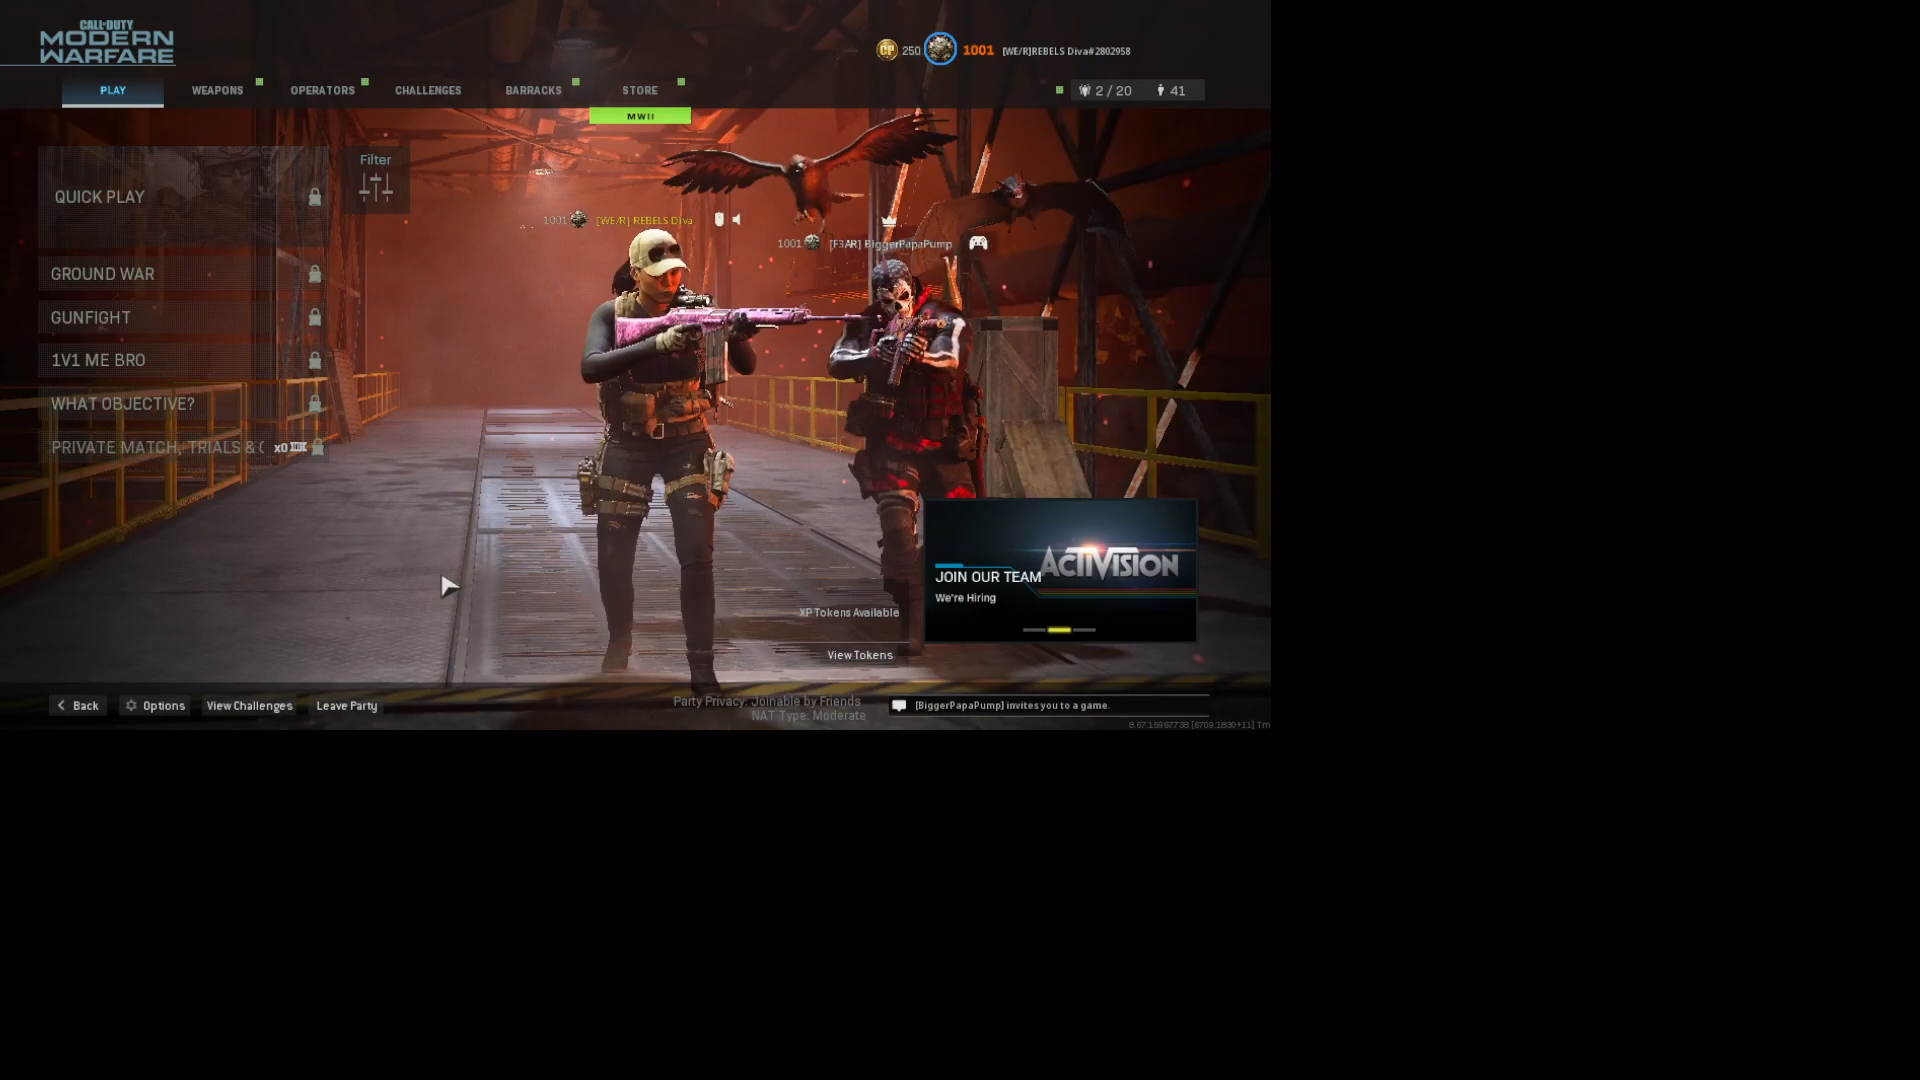 CALL OF DUTY
MODERN
WARFARE
CP 250 1001 [WE/R]REBELS Diva#2802958
PLAY WEAPONS OPERATORS CHALLENGES BARRACKS STORE 2 / 20 41
MWII
Filter
QUICK PLAY
1001 [WE/R] REBELS Diva
1001 [F3AR] BiggerPapaPump
GROUND WAR
GUNFIGHT
1V1 ME BRO
WHAT OBJECTIVE?
PRIVATE MATCH, TRIALS & x0
ACTIVISION
JOIN OUR TEAM
We're Hiring
XP Tokens Available
View Tokens
Back Options View Challenges Leave Party
Party Privacy: Joinable by Friends
NAT Type: Moderate
[BiggerPapaPump] invites you to a game.